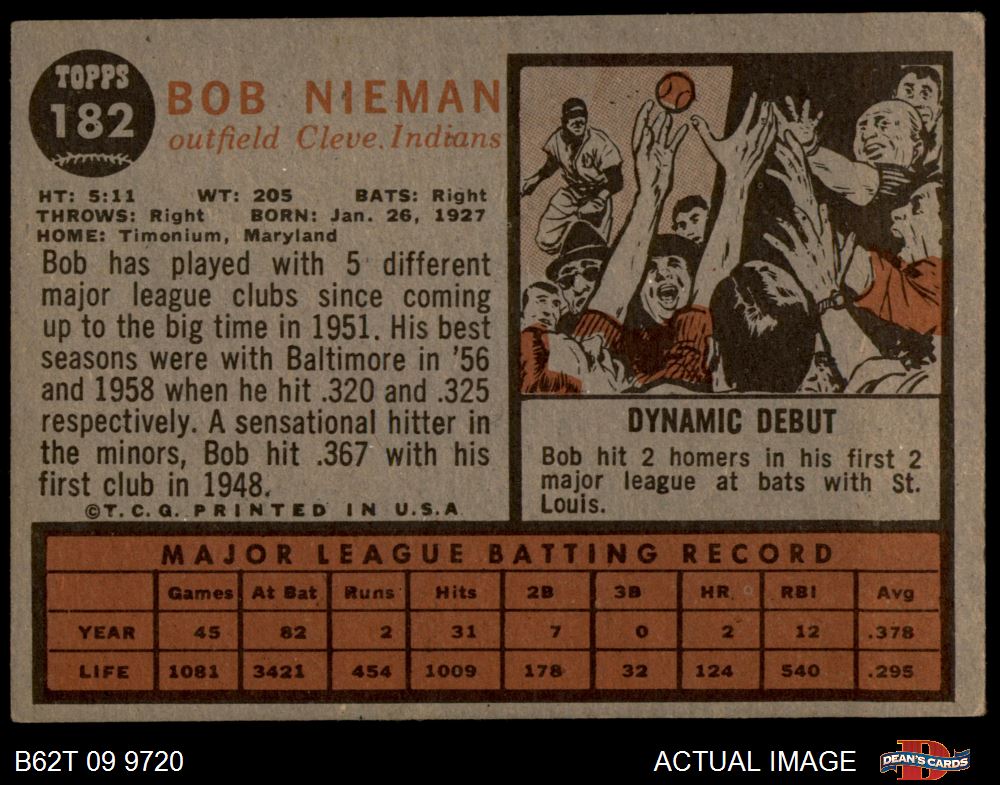 TOPPS
182
BOB NIEMAN
outfield Cleve. Indians
HT: 5:11 WT: 205 BATS: Right
THROWS: Right BORN: Jan. 26, 1927
HOME: Timonium, Maryland
Bob has played with 5 different
major league clubs since coming
up to the big time in 1951. His best
seasons were with Baltimore in '56
and 1958 when he hit .320 and .325
respectively. A sensational hitter in
the minors, Bob hit .367 with his
first club in 1948.
©T.C.G. PRINTED IN U.S.A
DYNAMIC DEBUT
Bob hit 2 homers in his first 2
major league at bats with St.
Louis.
MAJOR LEAGUE BATTING RECORD
Games At Bat Runs Hits 2B 3B HR RBI Avg
YEAR 45 82 2 31 7 0 2 12 .378
LIFE 1081 3421 454 1009 178 32 124 540 .295
B62T 09 9720 ACTUAL IMAGE
D
DEAN'S CARDS